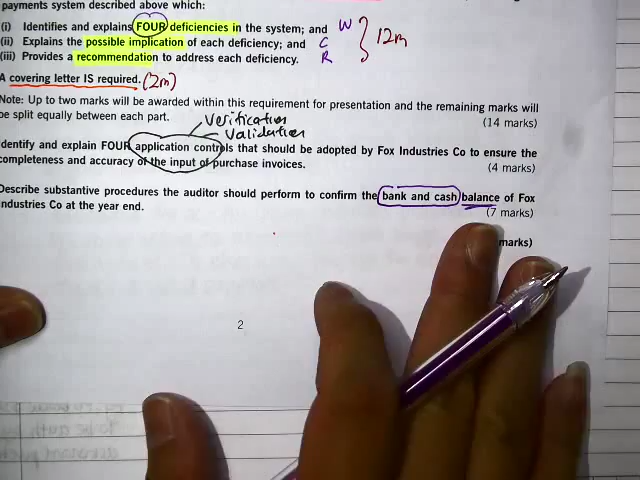 payments system described above which:
(i) Identifies and explains FOUR deficiencies in the system; and W
(ii) Explains the possible implication of each deficiency; and C 12m
(iii) Provides a recommendation to address each deficiency. R
A covering letter IS required. (2m)
Note: Up to two marks will be awarded within this requirement for presentation and the remaining marks will
be split equally between each part. (14 marks)
verification
validation
dentify and explain FOUR application controls that should be adopted by Fox Industries Co to ensure the
completeness and accuracy of the input of purchase invoices. (4 marks)
Describe substantive procedures the auditor should perform to confirm the bank and cash balance of Fox
ndustries Co at the year end. (7 marks)
marks)
2